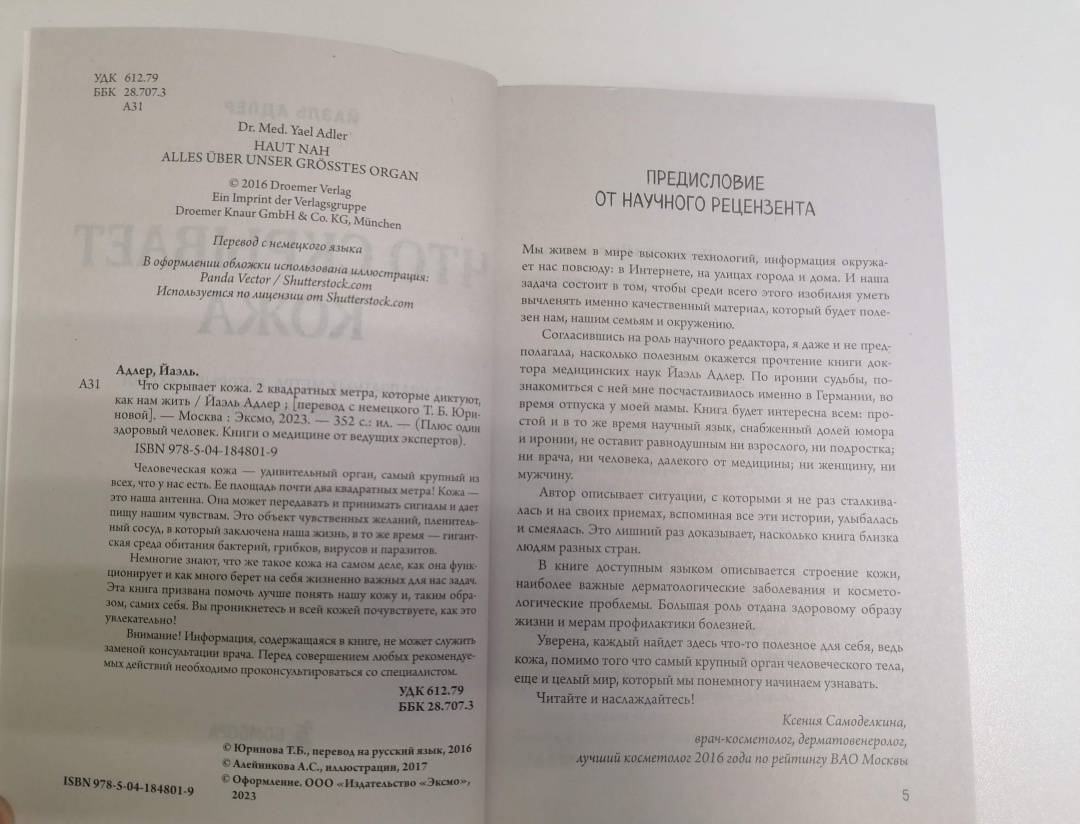 УДК 612.79
ББК 28.707.3
А31
Dr. Med. Yael Adler
HAUT NAH
ALLES ÜBER UNSER GRÖSSTES ORGAN
© 2016 Droemer Verlag
Ein Imprint der Verlagsgruppe
Droemer Knaur GmbH & Co. KG, München
Перевод с немецкого языка
В оформлении обложки использована иллюстрация:
Panda Vector / Shutterstock.com
Используется по лицензии от Shutterstock.com
Адлер, Йаэль.
А31 Что скрывает кожа. 2 квадратных метра, которые диктуют,
как нам жить / Йаэль Адлер ; [перевод с немецкого Т. Б. Юри-
новой]. — Москва : Эксмо, 2023. — 352 с.: ил. — (Плюс один
здоровый человек. Книги о медицине от ведущих экспертов).
ISBN 978-5-04-184801-9
Человеческая кожа — удивительный орган, самый крупный из
всех, что у нас есть. Ее площадь почти два квадратных метра! Кожа —
это наша антенна. Она может передавать и принимать сигналы и дает
пищу нашим чувствам. Это объект чувственных желаний, пленитель-
ный сосуд, в который заключена наша жизнь, в то же время — гигант-
ская среда обитания бактерий, грибков, вирусов и паразитов.
Немногие знают, что же такое кожа на самом деле, как она функ-
ционирует и как много берет на себя жизненно важных для нас задач.
Эта книга призвана помочь лучше понять нашу кожу и, таким обра-
зом, самих себя. Вы проникнетесь и всей кожей почувствуете, как это
увлекательно!
Внимание! Информация, содержащаяся в книге, не может служить
заменой консультации врача. Перед совершением любых рекомендуе-
мых действий необходимо проконсультироваться со специалистом.
УДК 612.79
ББК 28.707.3
© Юринова Т.Б., перевод на русский язык, 2016
© Алейникова А.С., иллюстрации, 2017
© Оформление. ООО «Издательство «Эксмо»,
2023
ISBN 978-5-04-184801-9
ПРЕДИСЛОВИЕ
ОТ НАУЧНОГО РЕЦЕНЗЕНТА
Мы живем в мире высоких технологий, информация окружа-
ет нас повсюду: в Интернете, на улицах города и дома. И наша
задача состоит в том, чтобы среди всего этого изобилия уметь
вычленять именно качественный материал, который будет поле-
зен нам, нашим семьям и окружению.
Согласившись на роль научного редактора, я даже и не пред-
полагала, насколько полезным окажется прочтение книги док-
тора медицинских наук Йаэль Адлер. По иронии судьбы, по-
знакомиться с ней мне посчастливилось именно в Германии, во
время отпуска у моей мамы. Книга будет интересна всем: про-
стой и в то же время научный язык, снабженный долей юмора
и иронии, не оставит равнодушным ни взрослого, ни подростка;
ни врача, ни человека, далекого от медицины; ни женщину, ни
мужчину.
Автор описывает ситуации, с которыми я не раз сталкива-
лась и на своих приемах, вспоминая все эти истории, улыбалась
и смеялась. Это лишний раз доказывает, насколько книга близка
людям разных стран.
В книге доступным языком описывается строение кожи,
наиболее важные дерматологические заболевания и космето-
логические проблемы. Большая роль отдана здоровому образу
жизни и мерам профилактики болезней.
Уверена, каждый найдет здесь что-то полезное для себя, ведь
кожа, помимо того что самый крупный орган человеческого тела,
еще и целый мир, который мы понемногу начинаем узнавать.
Читайте и наслаждайтесь!
Ксения Самоделкина,
врач-косметолог, дерматовенеролог,
лучший косметолог 2016 года по рейтингу ВАО Москвы
5